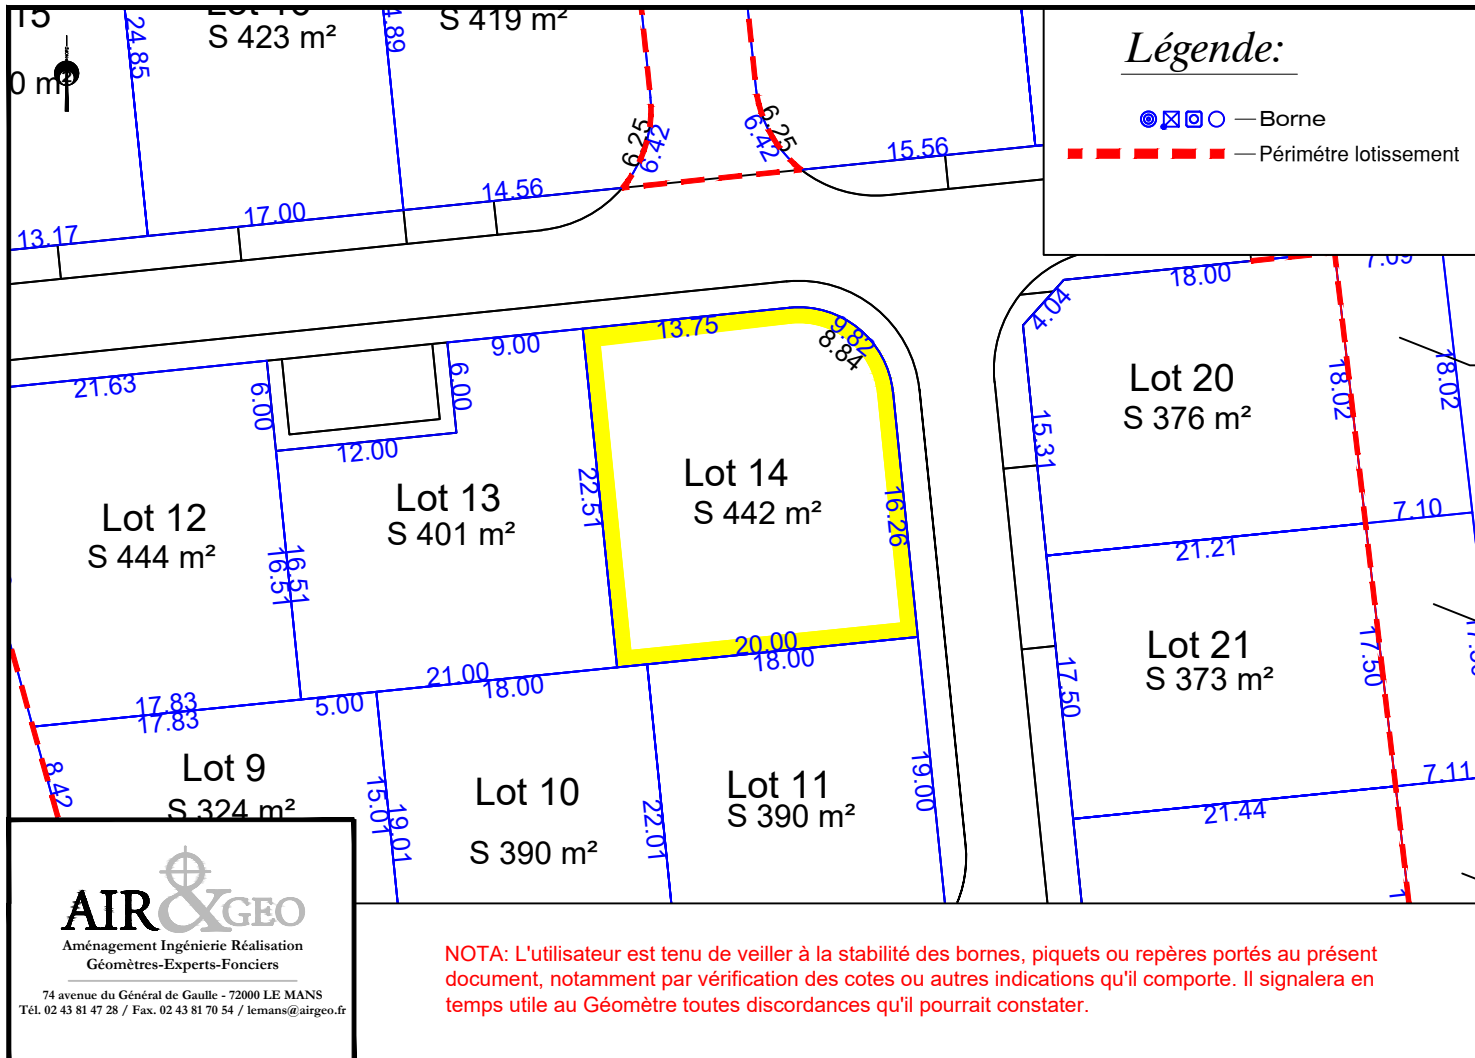 15
S 423 m²
S 419 m²
0 m²
24.85
4.89
6.25
6.42
6.25
6.42
15.56
14.56
17.00
13.17
Légende:
Borne
Périmétre lotissement
18.00
7.09
4.04
13.75
9.82
8.84
9.00
21.63
6.00
6.00
12.00
Lot 20
S 376 m²
18.02
18.02
15.31
Lot 14
S 442 m²
22.51
16.26
Lot 13
S 401 m²
Lot 12
S 444 m²
16.51
16.51
7.10
21.21
20.00
18.00
21.00
18.00
5.00
17.83
17.83
Lot 21
S 373 m²
17.50
17.50
8.42
Lot 9
S 324 m²
15.01
19.01
Lot 10
S 390 m²
22.01
Lot 11
S 390 m²
19.00
7.11
21.44
1
AIR & GEO
Aménagement Ingénierie Réalisation
Géomètres-Experts-Fonciers
74 avenue du Général de Gaulle - 72000 LE MANS
Tél. 02 43 81 47 28 / Fax. 02 43 81 70 54 / lemans@airgeo.fr
NOTA: L'utilisateur est tenu de veiller à la stabilité des bornes, piquets ou repères portés au présent
document, notamment par vérification des cotes ou autres indications qu'il comporte. Il signalera en
temps utile au Géomètre toutes discordances qu'il pourrait constater.